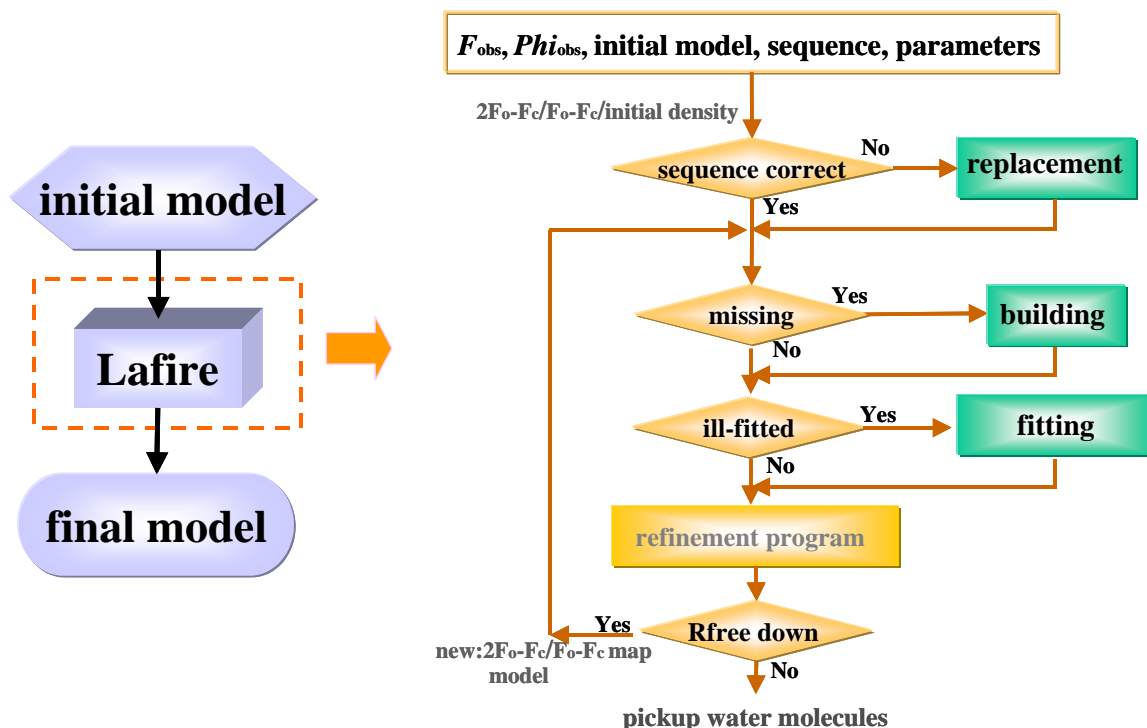 initial model
Lafire
final model
Fobs, Phiobs, initial model, sequence, parameters
2Fo-Fc/Fo-Fc/initial density
sequence correct
No
replacement
Yes
missing
Yes
building
No
ill-fitted
Yes
fitting
No
refinement program
Rfree down
Yes
new:2Fo-Fc/Fo-Fc map
model
No
pickup water molecules